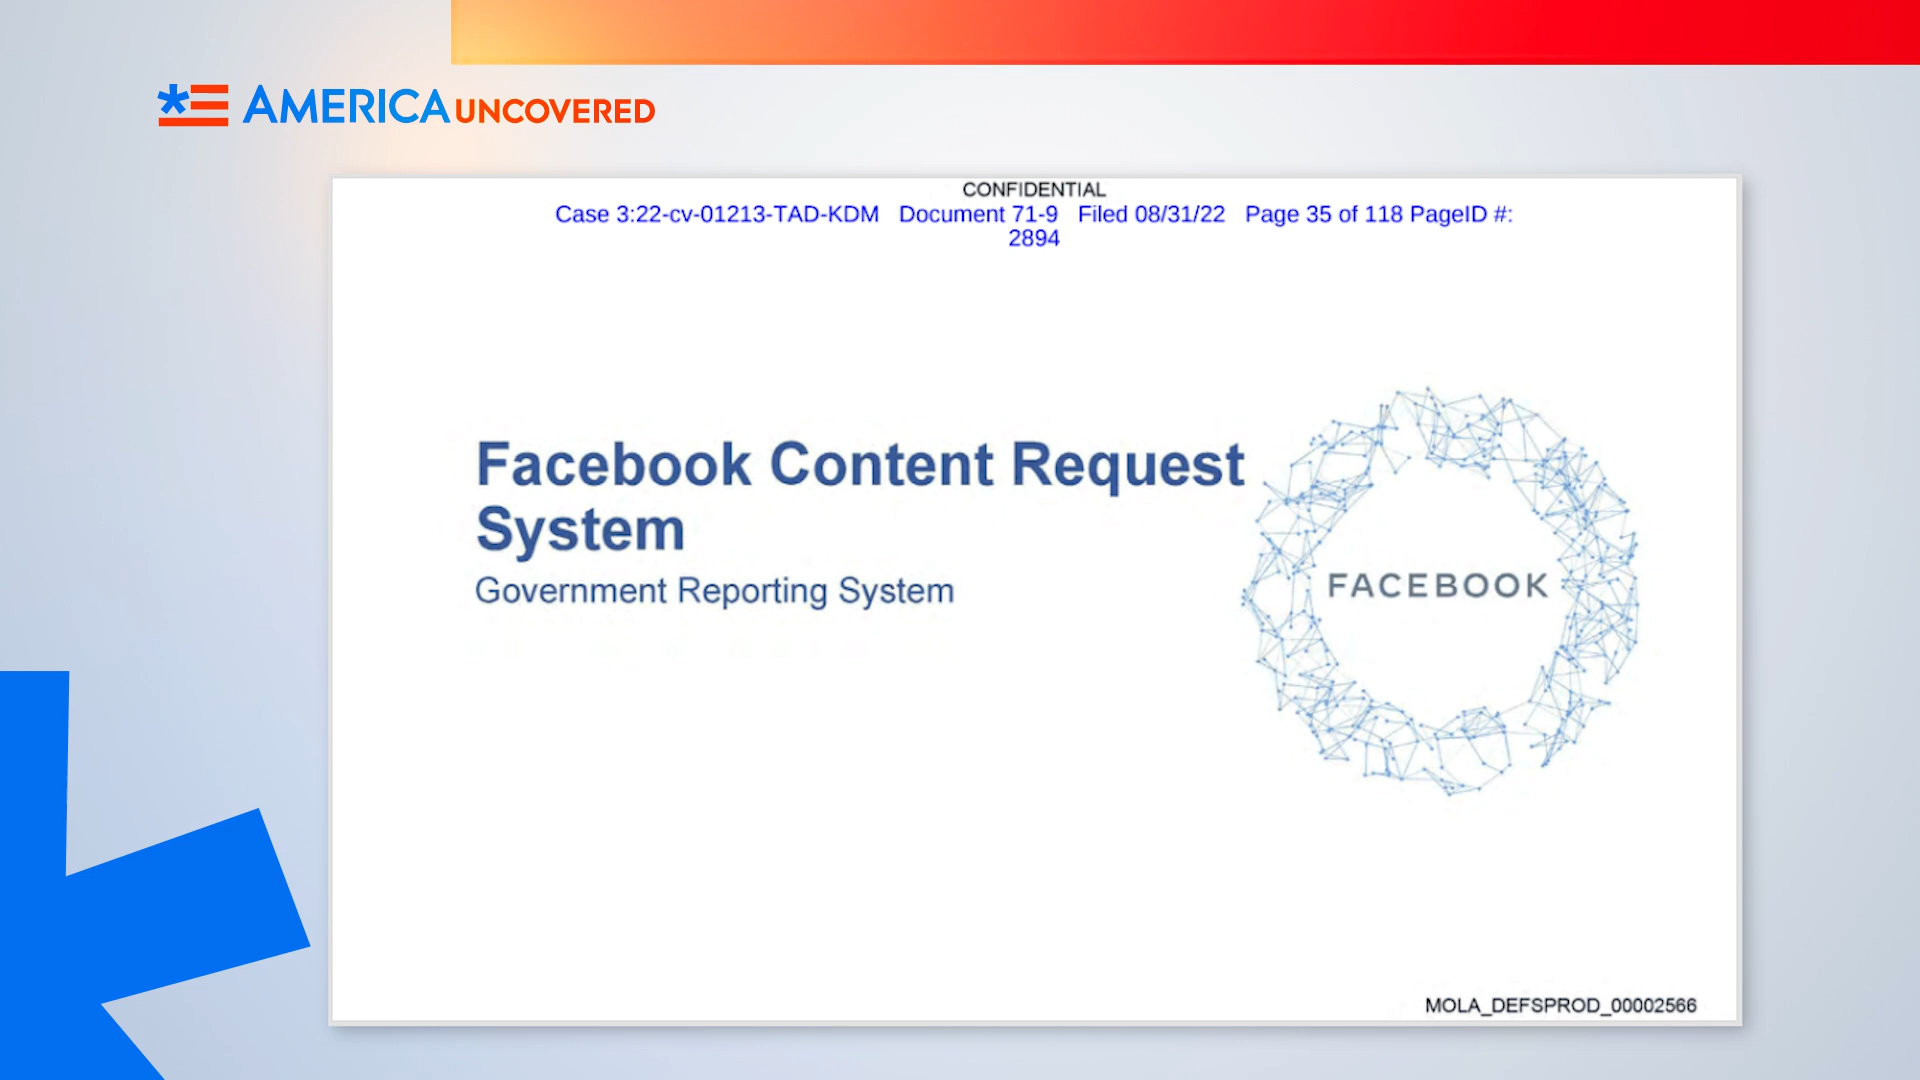 AMERICA UNCOVERED
CONFIDENTIAL
Case 3:22-cv-01213-TAD-KDM Document 71-9 Filed 08/31/22 Page 35 of 118 PageID #:
2894
Facebook Content Request
System
Government Reporting System
FACEBOOK
MOLA_DEFSPROD_00002566